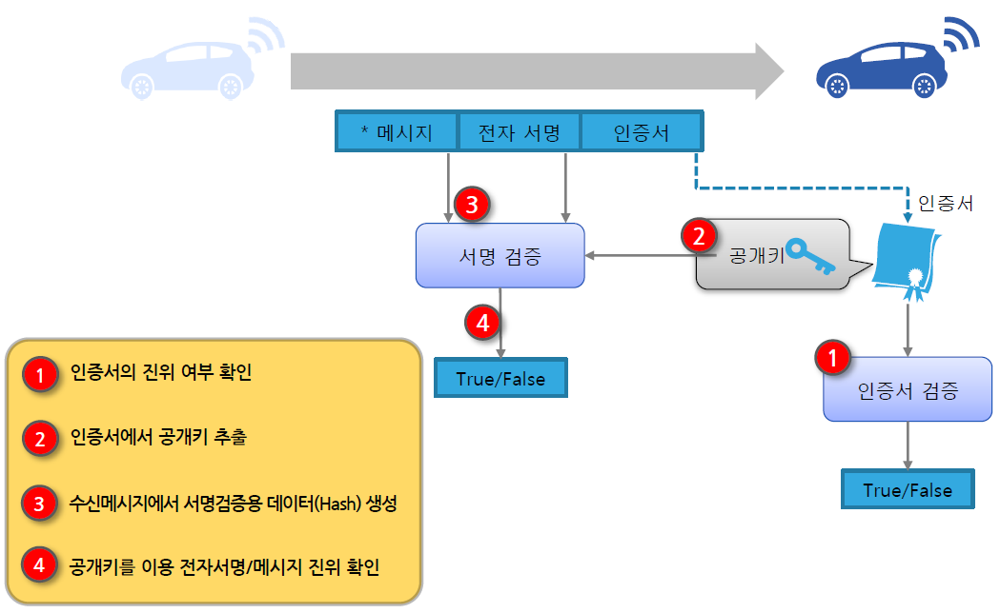 * 메시지
전자 서명
인증서
인증서
3
2
서명 검증
공개키
4
1
True/False
인증서 검증
True/False
1 인증서의 진위 여부 확인
2 인증서에서 공개키 추출
3 수신메시지에서 서명검증용 데이터(Hash) 생성
4 공개키를 이용 전자서명/메시지 진위 확인